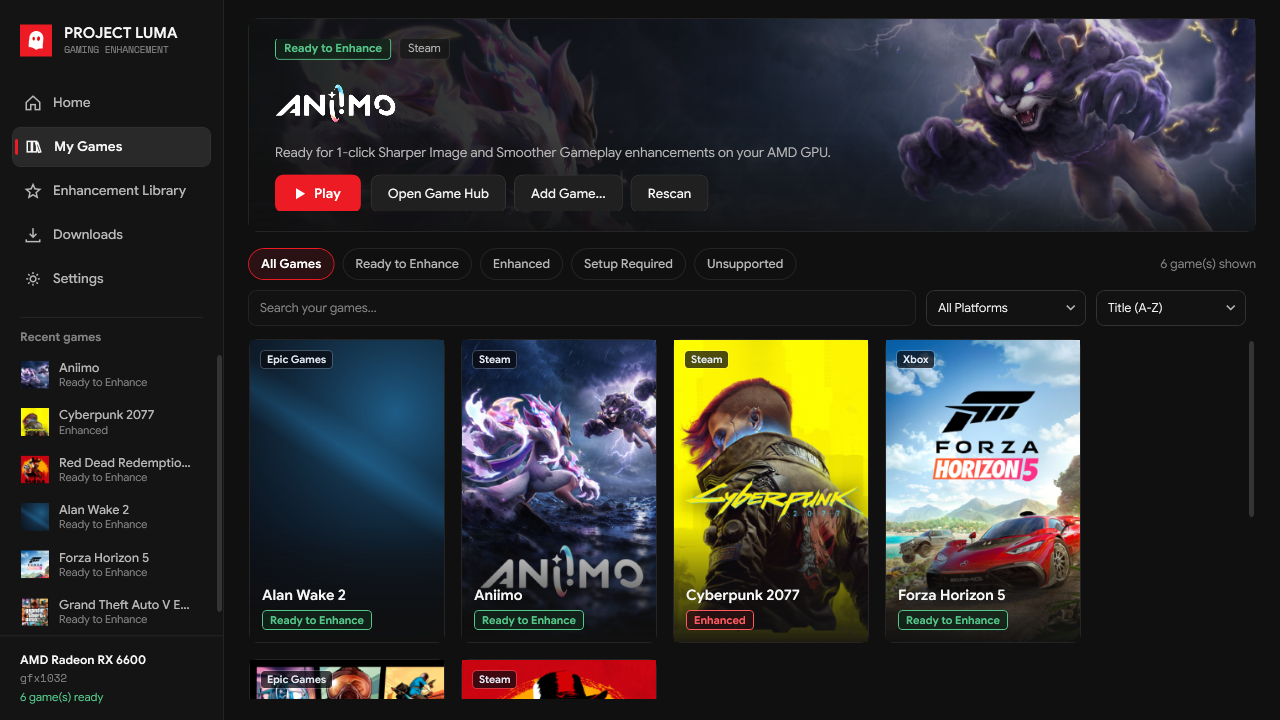 PROJECT LUMA
GAMING ENHANCEMENT
Home
My Games
Enhancement Library
Downloads
Settings
Recent games
Aniimo
Ready to Enhance
Cyberpunk 2077
Enhanced
Red Dead Redemptio...
Ready to Enhance
Alan Wake 2
Ready to Enhance
Forza Horizon 5
Ready to Enhance
Grand Theft Auto V E...
Ready to Enhance
AMD Radeon RX 6600
gfx1032
6 game(s) ready
Ready to Enhance Steam
ANiiMO
Ready for 1-click Sharper Image and Smoother Gameplay enhancements on your AMD GPU.
Play Open Game Hub Add Game... Rescan
All Games Ready to Enhance Enhanced Setup Required Unsupported 6 game(s) shown
Search your games... All Platforms Title (A-Z)
Epic Games
Alan Wake 2
Ready to Enhance
Steam
ANiiMO
Aniimo
Ready to Enhance
Steam
Cyberpunk
2077
Cyberpunk 2077
Enhanced
Xbox
FORZA
HORIZON 5
Forza Horizon 5
Ready to Enhance
Epic Games
Steam